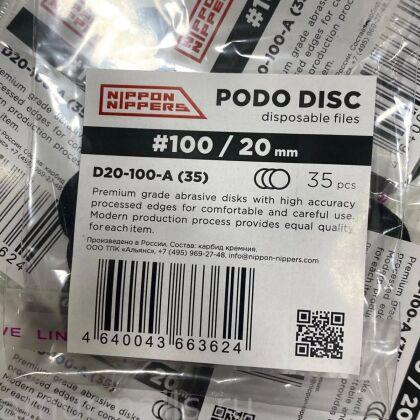 NIPPON
NIPPERS
PODO DISC
disposable files
#100 / 20 mm
D20-100-A (35)
35 pcs
Premium grade abrasive disks with high accuracy
processed edges for comfortable and careful use.
Modern production process provides equal quality
for each item.
Произведено в России. Состав: карбид кремния.
ООО ТПК «Альянс», +7 (495) 969-27-48, info@nippon-nippers.com
4 640043 663624